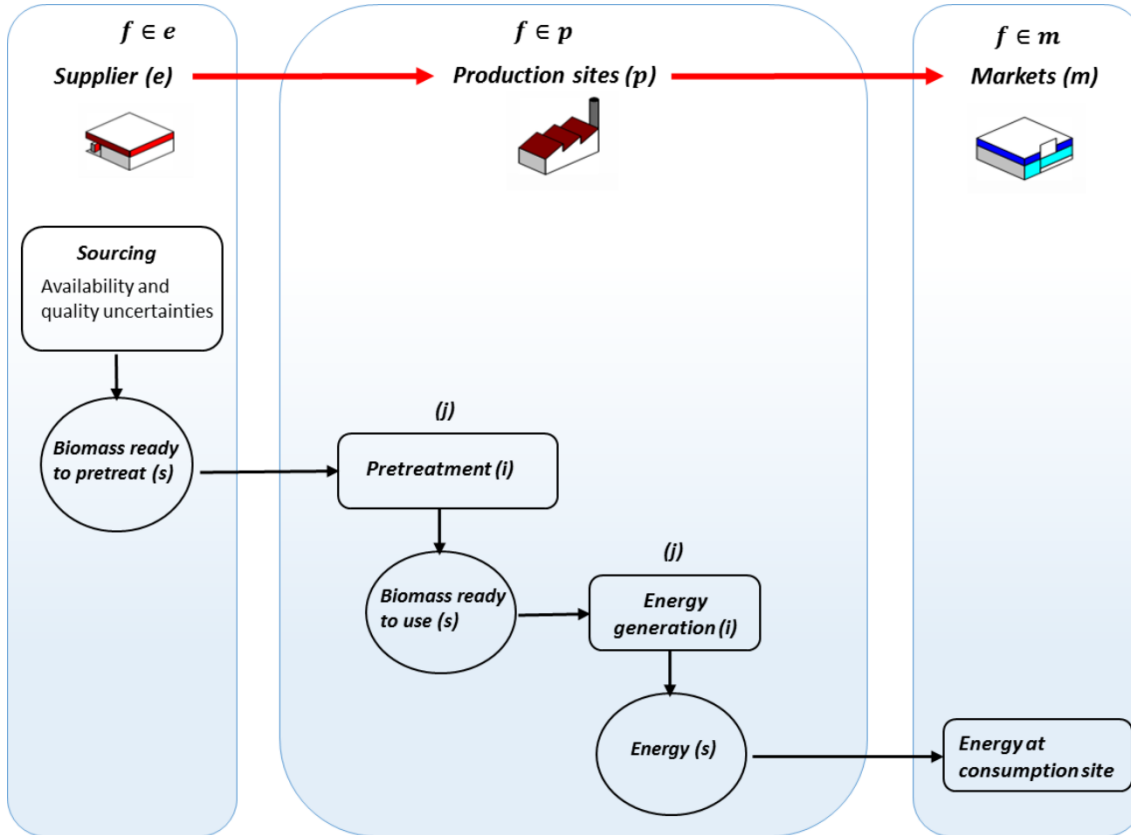 f ∈ e
Supplier (e)
f ∈ p
Production sites (p)
f ∈ m
Markets (m)
Sourcing
Availability and
quality uncertainties
Biomass ready
to pretreat (s)
(j)
Pretreatment (i)
Biomass ready
to use (s)
(j)
Energy
generation (i)
Energy (s)
Energy at
consumption site